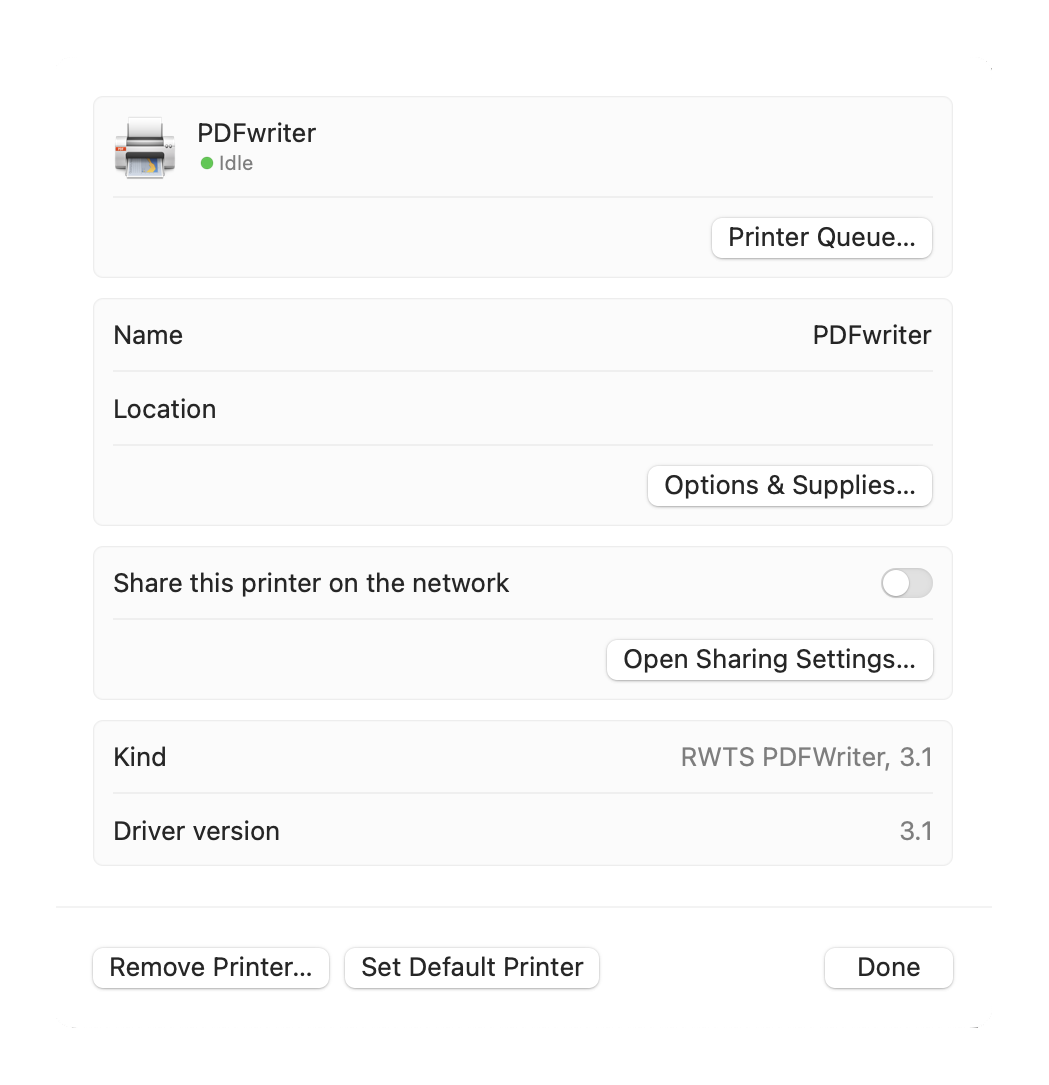 PDFwriter
Idle
Printer Queue...
Name PDFwriter
Location
Options & Supplies...
Share this printer on the network
Open Sharing Settings...
Kind RWTS PDFWriter, 3.1
Driver version 3.1
Remove Printer... Set Default Printer Done